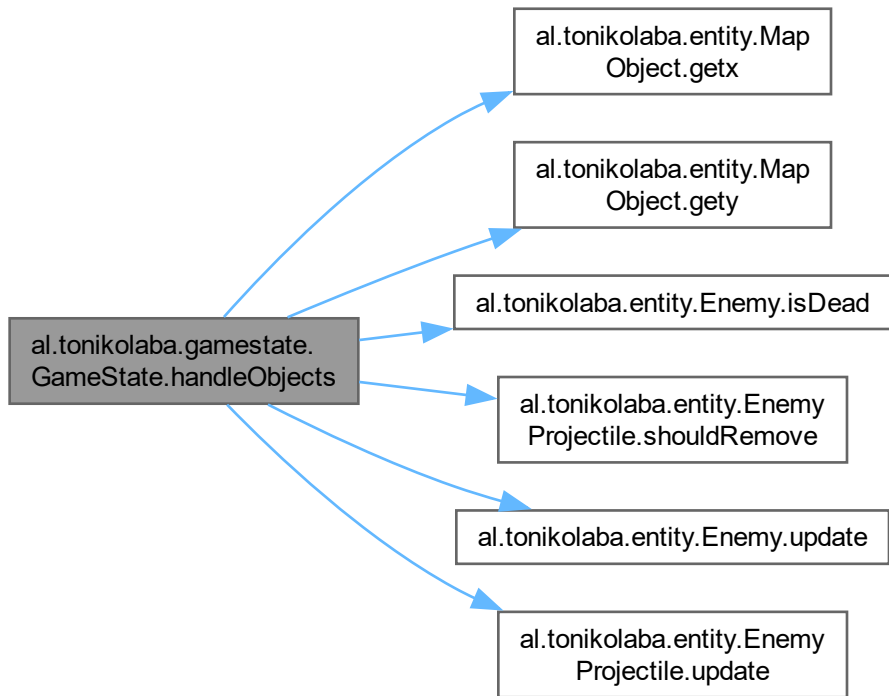 al.tonikolaba.gamestate.
GameState.handleObjects
al.tonikolaba.entity.Map
Object.getx
al.tonikolaba.entity.Map
Object.gety
al.tonikolaba.entity.Enemy.isDead
al.tonikolaba.entity.Enemy
Projectile.shouldRemove
al.tonikolaba.entity.Enemy.update
al.tonikolaba.entity.Enemy
Projectile.update